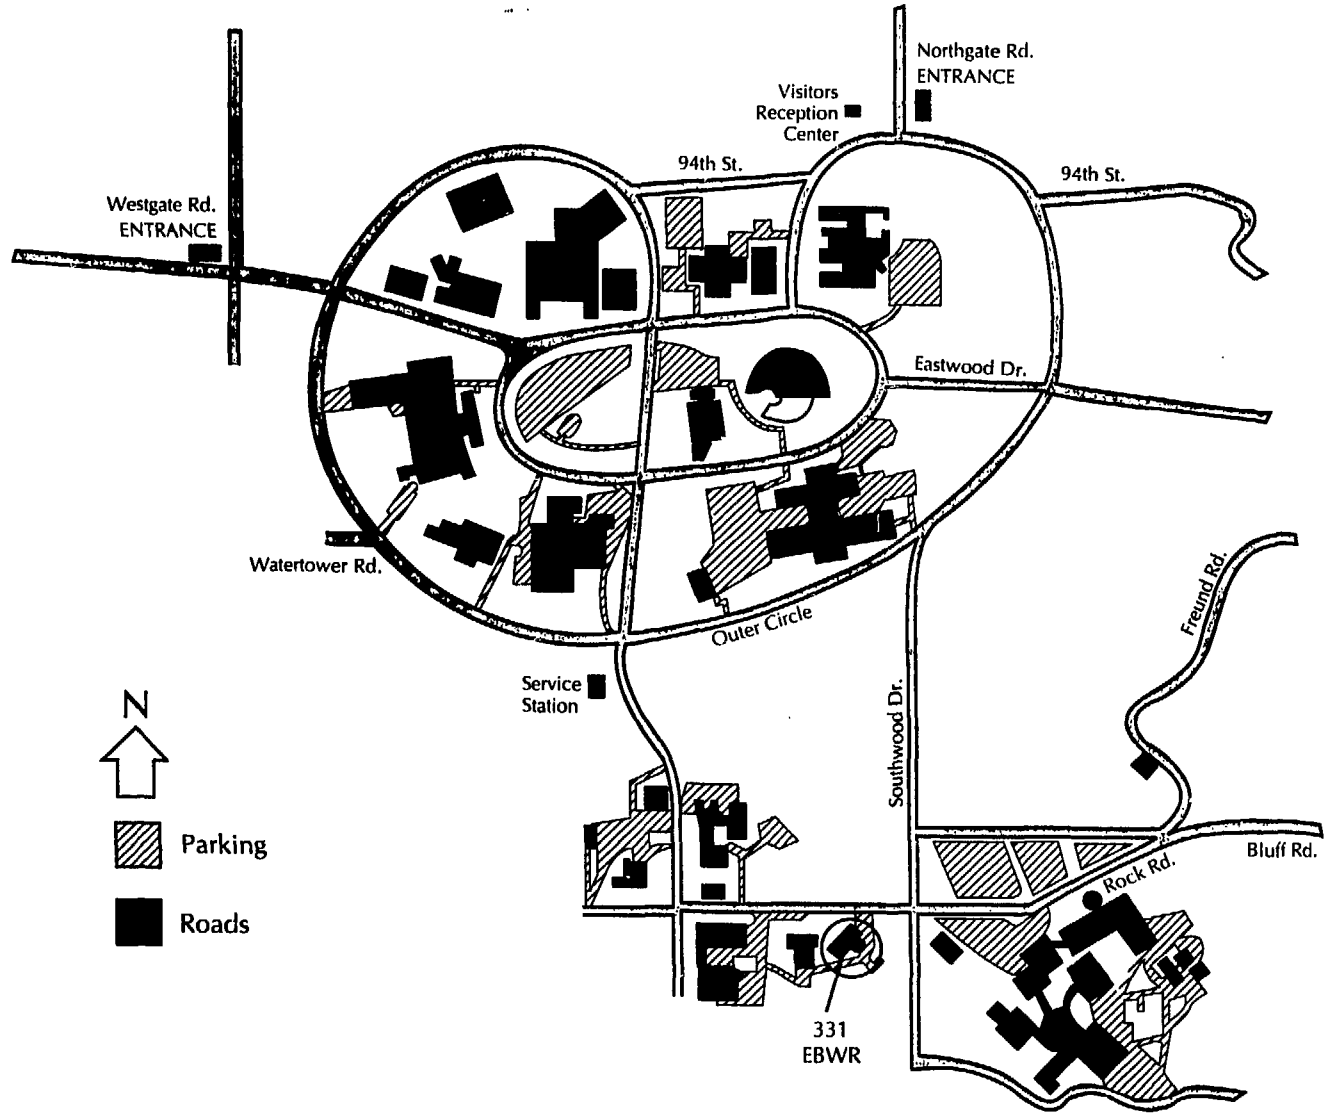 Northgate Rd.
ENTRANCE
Visitors
Reception
Center
94th St.
94th St.
Westgate Rd.
ENTRANCE
Eastwood Dr.
Watertower Rd.
Outer Circle
Freund Rd.
Service
Station
Southwood Dr.
N
Parking
Roads
Bluff Rd.
Rock Rd.
331
EBWR